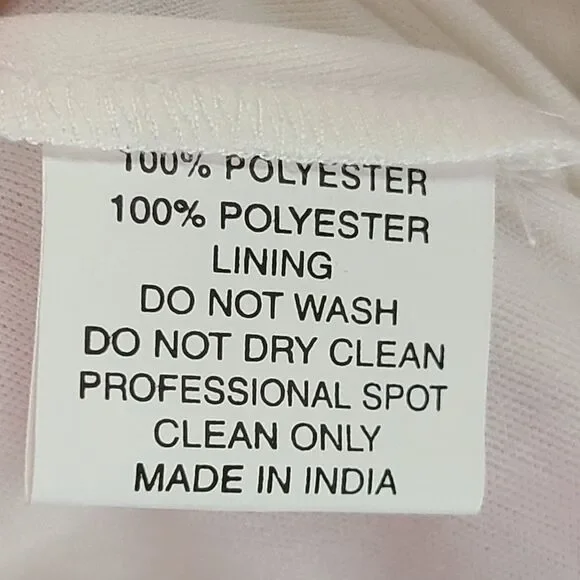 100% POLYESTER
100% POLYESTER
LINING
DO NOT WASH
DO NOT DRY CLEAN
PROFESSIONAL SPOT
CLEAN ONLY
MADE IN INDIA